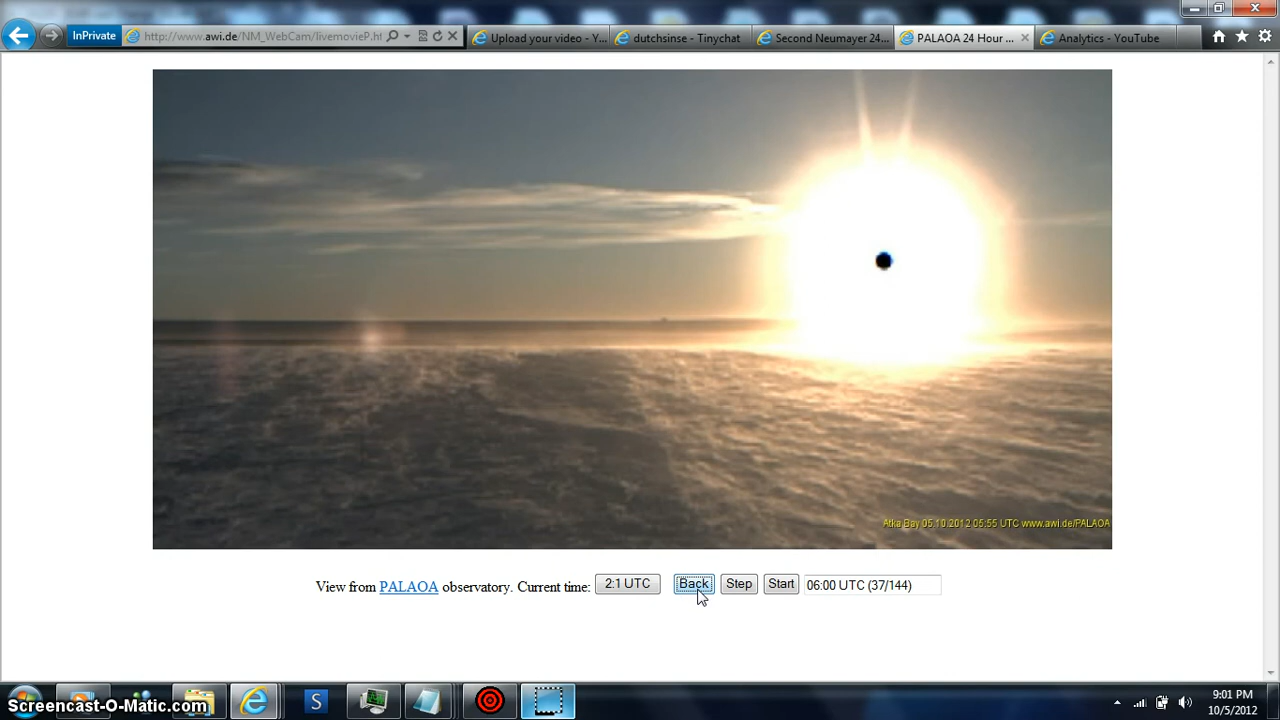 InPrivate
http://www.awi.de/NM_WebCam/livemovieP.ht
Upload your video - Y...
dutchsinse - Tinychat
Second Neumayer 24...
PALAOA 24 Hour ...
Analytics - YouTube
Atka Bay 05.10.2012 05:55 UTC www.awi.de/PALAOA
View from PALAOA observatory. Current time: 2:1 UTC Back Step Start 06:00 UTC (37/144)
S
9:01 PM
Screencast-O-Matic.com
10/5/2012